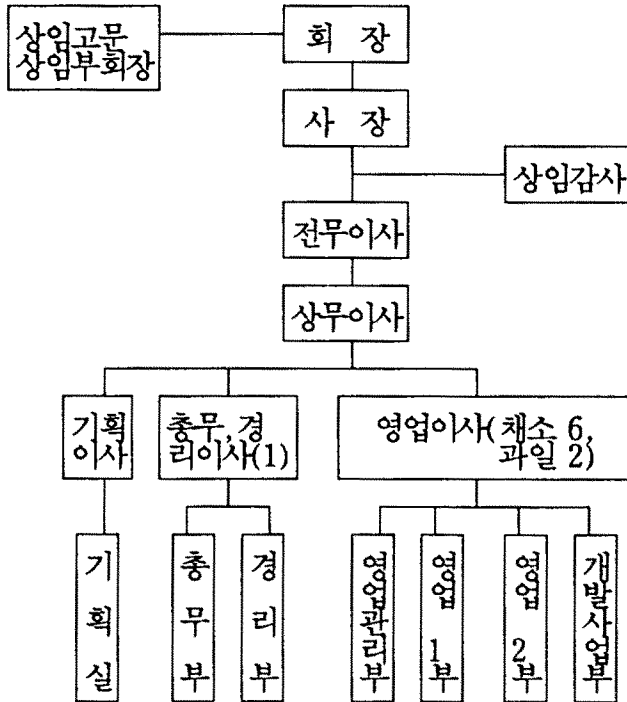 상임고문
상임부회장
회 장
사 장
상임감사
전무이사
상무이사
기획
이사
총무,경
리이사(1)
영업이사(채소 6,
과일 2)
기획실
총무부
경리부
영업관리부
영업 1부
영업 2부
개발사업부